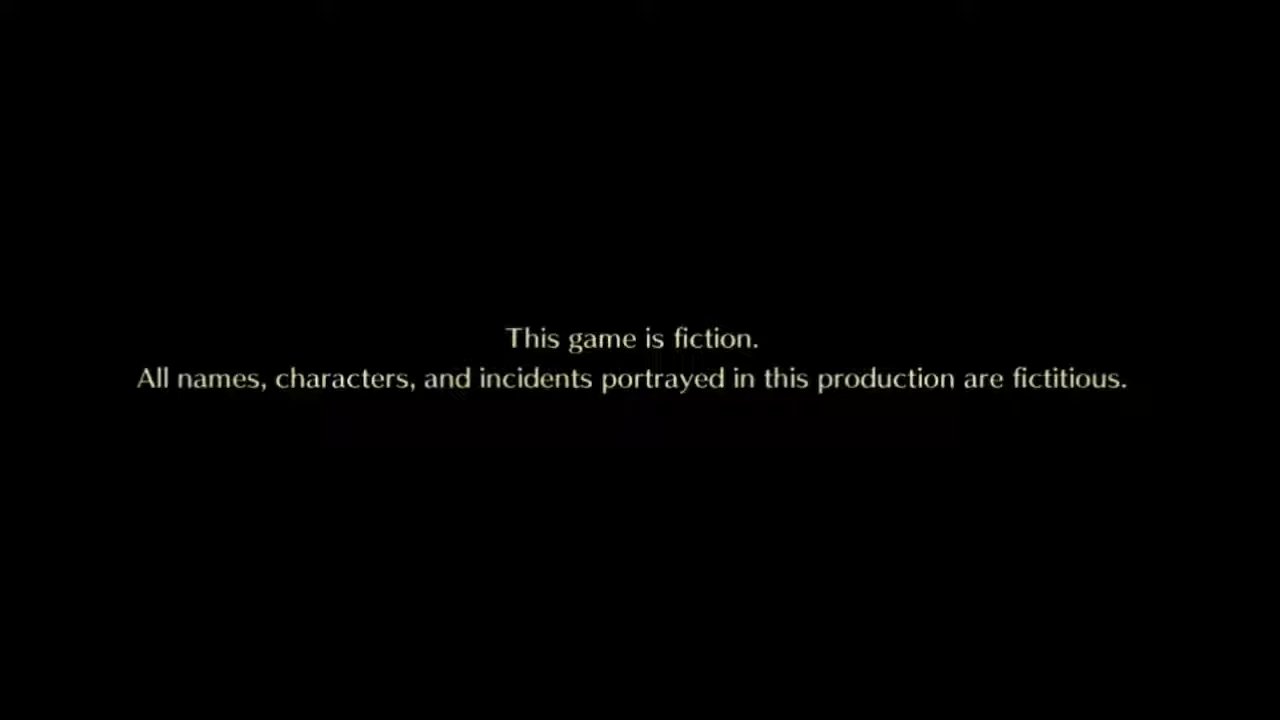 This game is fiction.
All names, characters, and incidents portrayed in this production are fictitious.